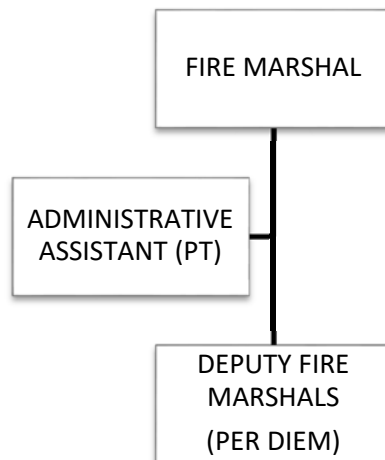 FIRE MARSHAL
ADMINISTRATIVE
ASSISTANT (PT)
DEPUTY FIRE
MARSHALS
(PER DIEM)